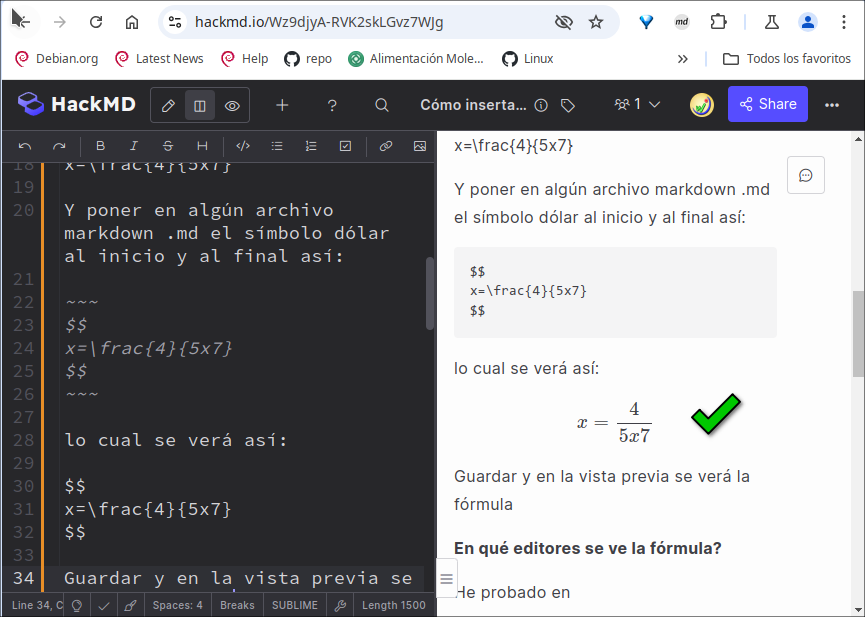 hackmd.io/Wz9djyA-RVK2skLGvz7WJg
md
Debian.org
Latest News
Help
repo
Alimentación Mole...
Linux
»
Todos los favoritos
HackMD
+
?
Cómo inserta...
1
Share
B
I
S
H
</>
18 x=\frac{4}{5x7}
19
20 Y poner en algún archivo
markdown .md el símbolo dólar
al inicio y al final así:
21
22 ~~~
23 $$
24 x=\frac{4}{5x7}
25 $$
26 ~~~
27
28 lo cual se verá así:
29
30 $$
31 x=\frac{4}{5x7}
32 $$
33
34 Guardar y en la vista previa se
Line 34, C
Spaces: 4
Breaks
SUBLIME
Length 1500
x=\frac{4}{5x7}
Y poner en algún archivo markdown .md
el símbolo dólar al inicio y al final así:
$$
x=\frac{4}{5x7}
$$
lo cual se verá así:
x = 4
5x7
Guardar y en la vista previa se verá la
fórmula
En qué editores se ve la fórmula?
He probado en